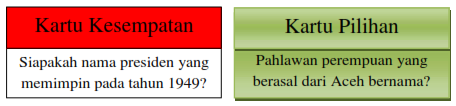 Kartu Kesempatan
Siapakah nama presiden yang
memimpin pada tahun 1949?
Kartu Pilihan
Pahlawan perempuan yang
berasal dari Aceh bernama?